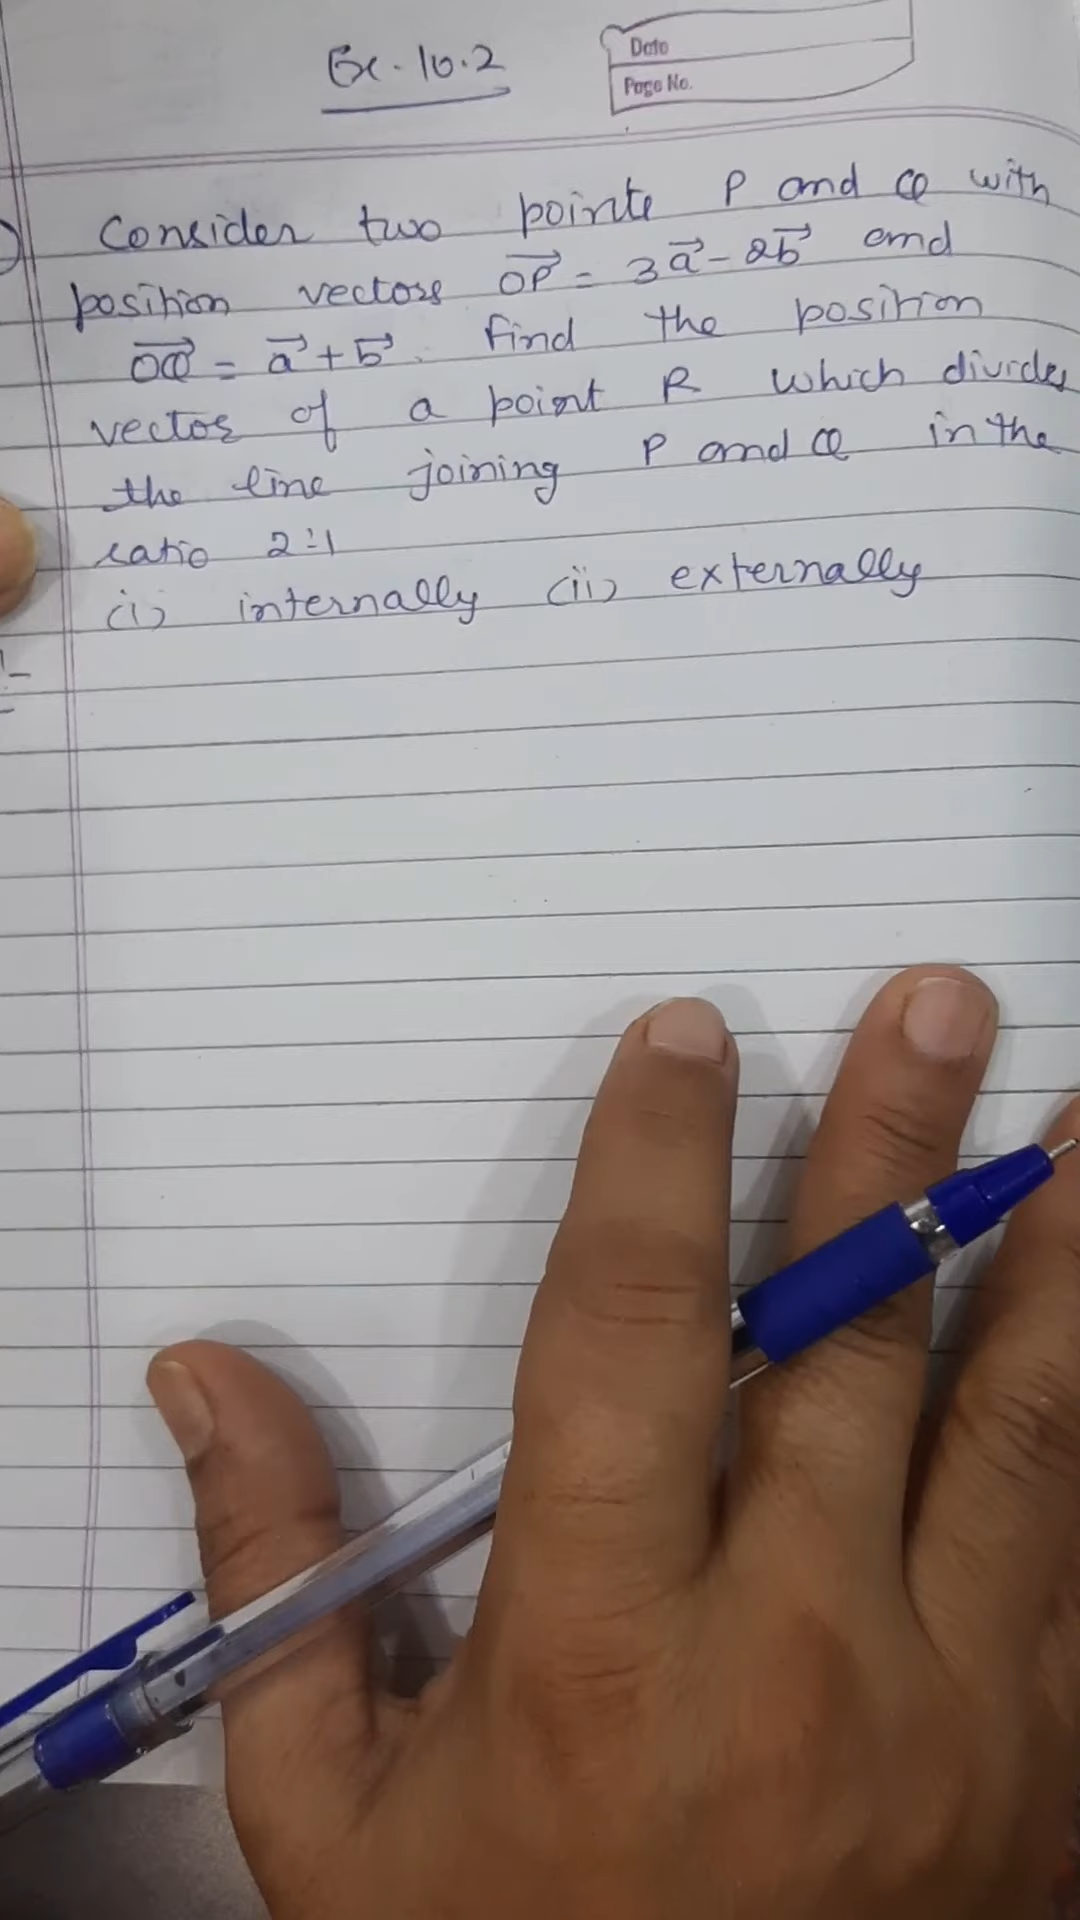 Ex. 10.2
Date
Page No.
Consider two points P and Q with
position vectors OP⃗ = 3a⃗ - 2b⃗ and
OQ⃗ = a⃗ + b⃗. Find the position
vector of a point R which divides
the line joining P and Q in the
ratio 2:1
(i) internally (ii) externally